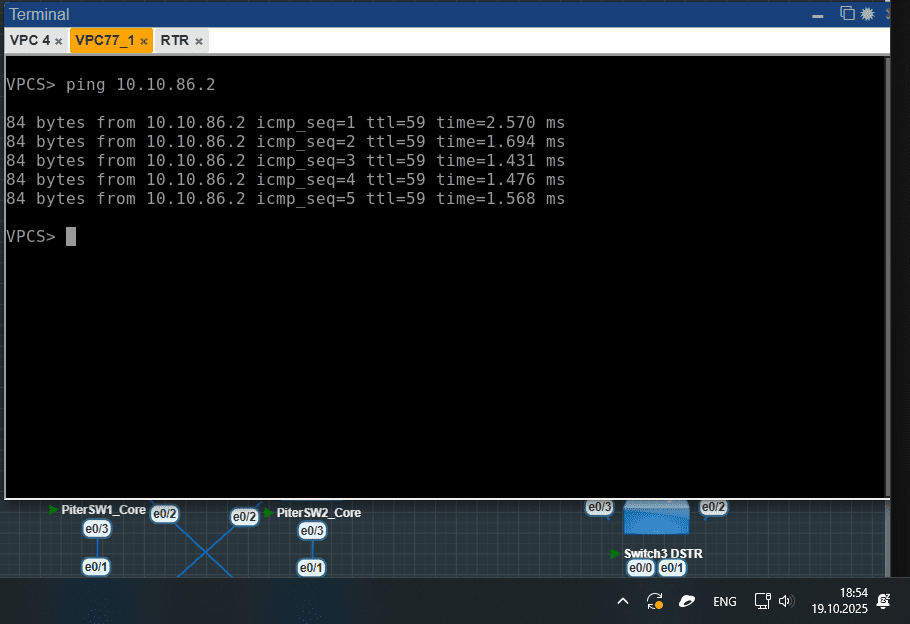 Terminal
VPC 4 × VPC77_1 × RTR ×
VPCS> ping 10.10.86.2
84 bytes from 10.10.86.2 icmp_seq=1 ttl=59 time=2.570 ms
84 bytes from 10.10.86.2 icmp_seq=2 ttl=59 time=1.694 ms
84 bytes from 10.10.86.2 icmp_seq=3 ttl=59 time=1.431 ms
84 bytes from 10.10.86.2 icmp_seq=4 ttl=59 time=1.476 ms
84 bytes from 10.10.86.2 icmp_seq=5 ttl=59 time=1.568 ms
VPCS>
PiterSW1_Core e0/2 e0/2 PiterSW2_Core e0/3 e0/2
e0/3 e0/3
Switch3 DSTR
e0/1 e0/1 e0/0 e0/1
ENG
18:54
19.10.2025